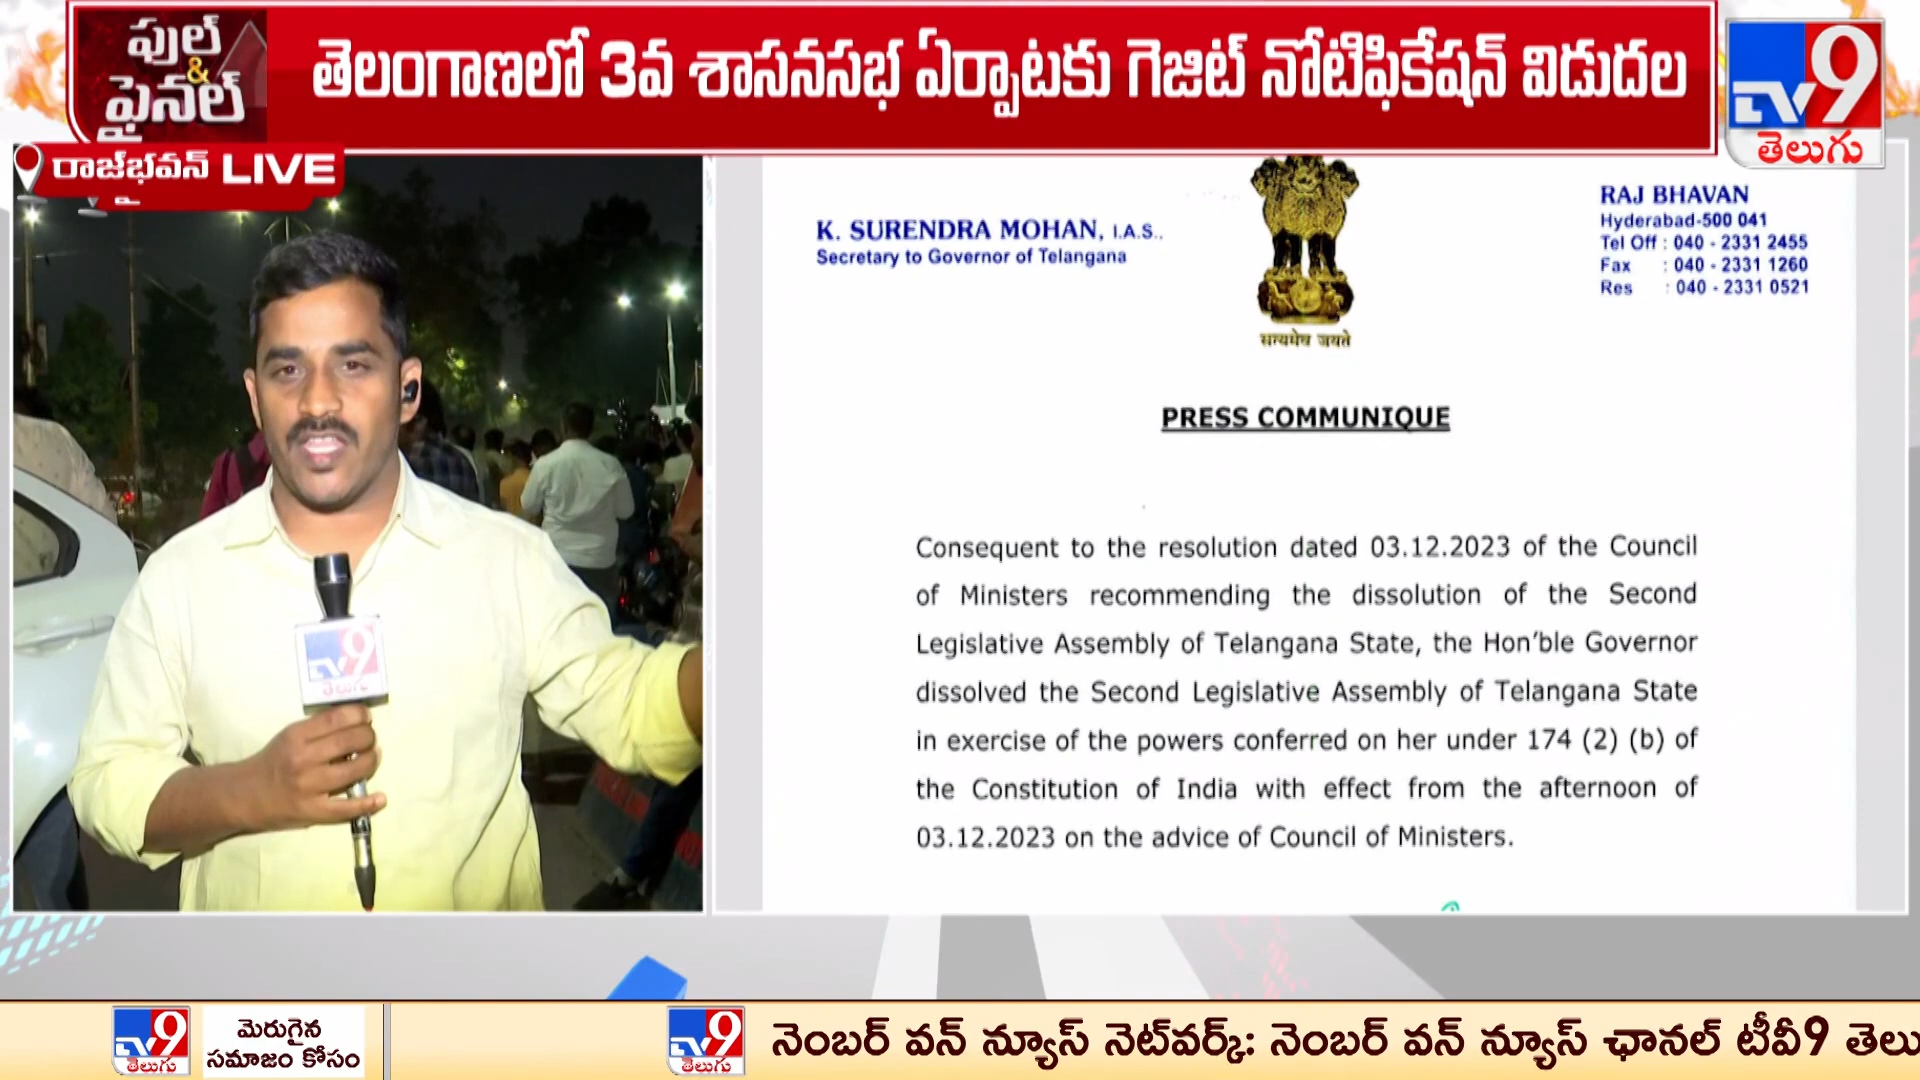 ఫుల్
&
ఫైనల్
తెలంగాణలో 3వ శాసనసభ ఏర్పాటకు గెజిట్ నోటిఫికేషన్ విడుదల
TV9
తెలుగు
రాజ్‌భవన్ LIVE
K. SURENDRA MOHAN, I.A.S.,
Secretary to Governor of Telangana
सत्यमेव जयते
RAJ BHAVAN
Hyderabad-500 041
Tel Off : 040 - 2331 2455
Fax : 040 - 2331 1260
Res : 040 - 2331 0521
PRESS COMMUNIQUE
Consequent to the resolution dated 03.12.2023 of the Council
of Ministers recommending the dissolution of the Second
Legislative Assembly of Telangana State, the Hon'ble Governor
dissolved the Second Legislative Assembly of Telangana State
in exercise of the powers conferred on her under 174 (2) (b) of
the Constitution of India with effect from the afternoon of
03.12.2023 on the advice of Council of Ministers.
TV9
తెలుగు
TV9
తెలుగు
మెరుగైన
సమాజం కోసం
TV9
తెలుగు
నెంబర్ వన్ న్యూస్ నెట్‌వర్క్: నెంబర్ వన్ న్యూస్ ఛానల్ టీవీ9 తెలు